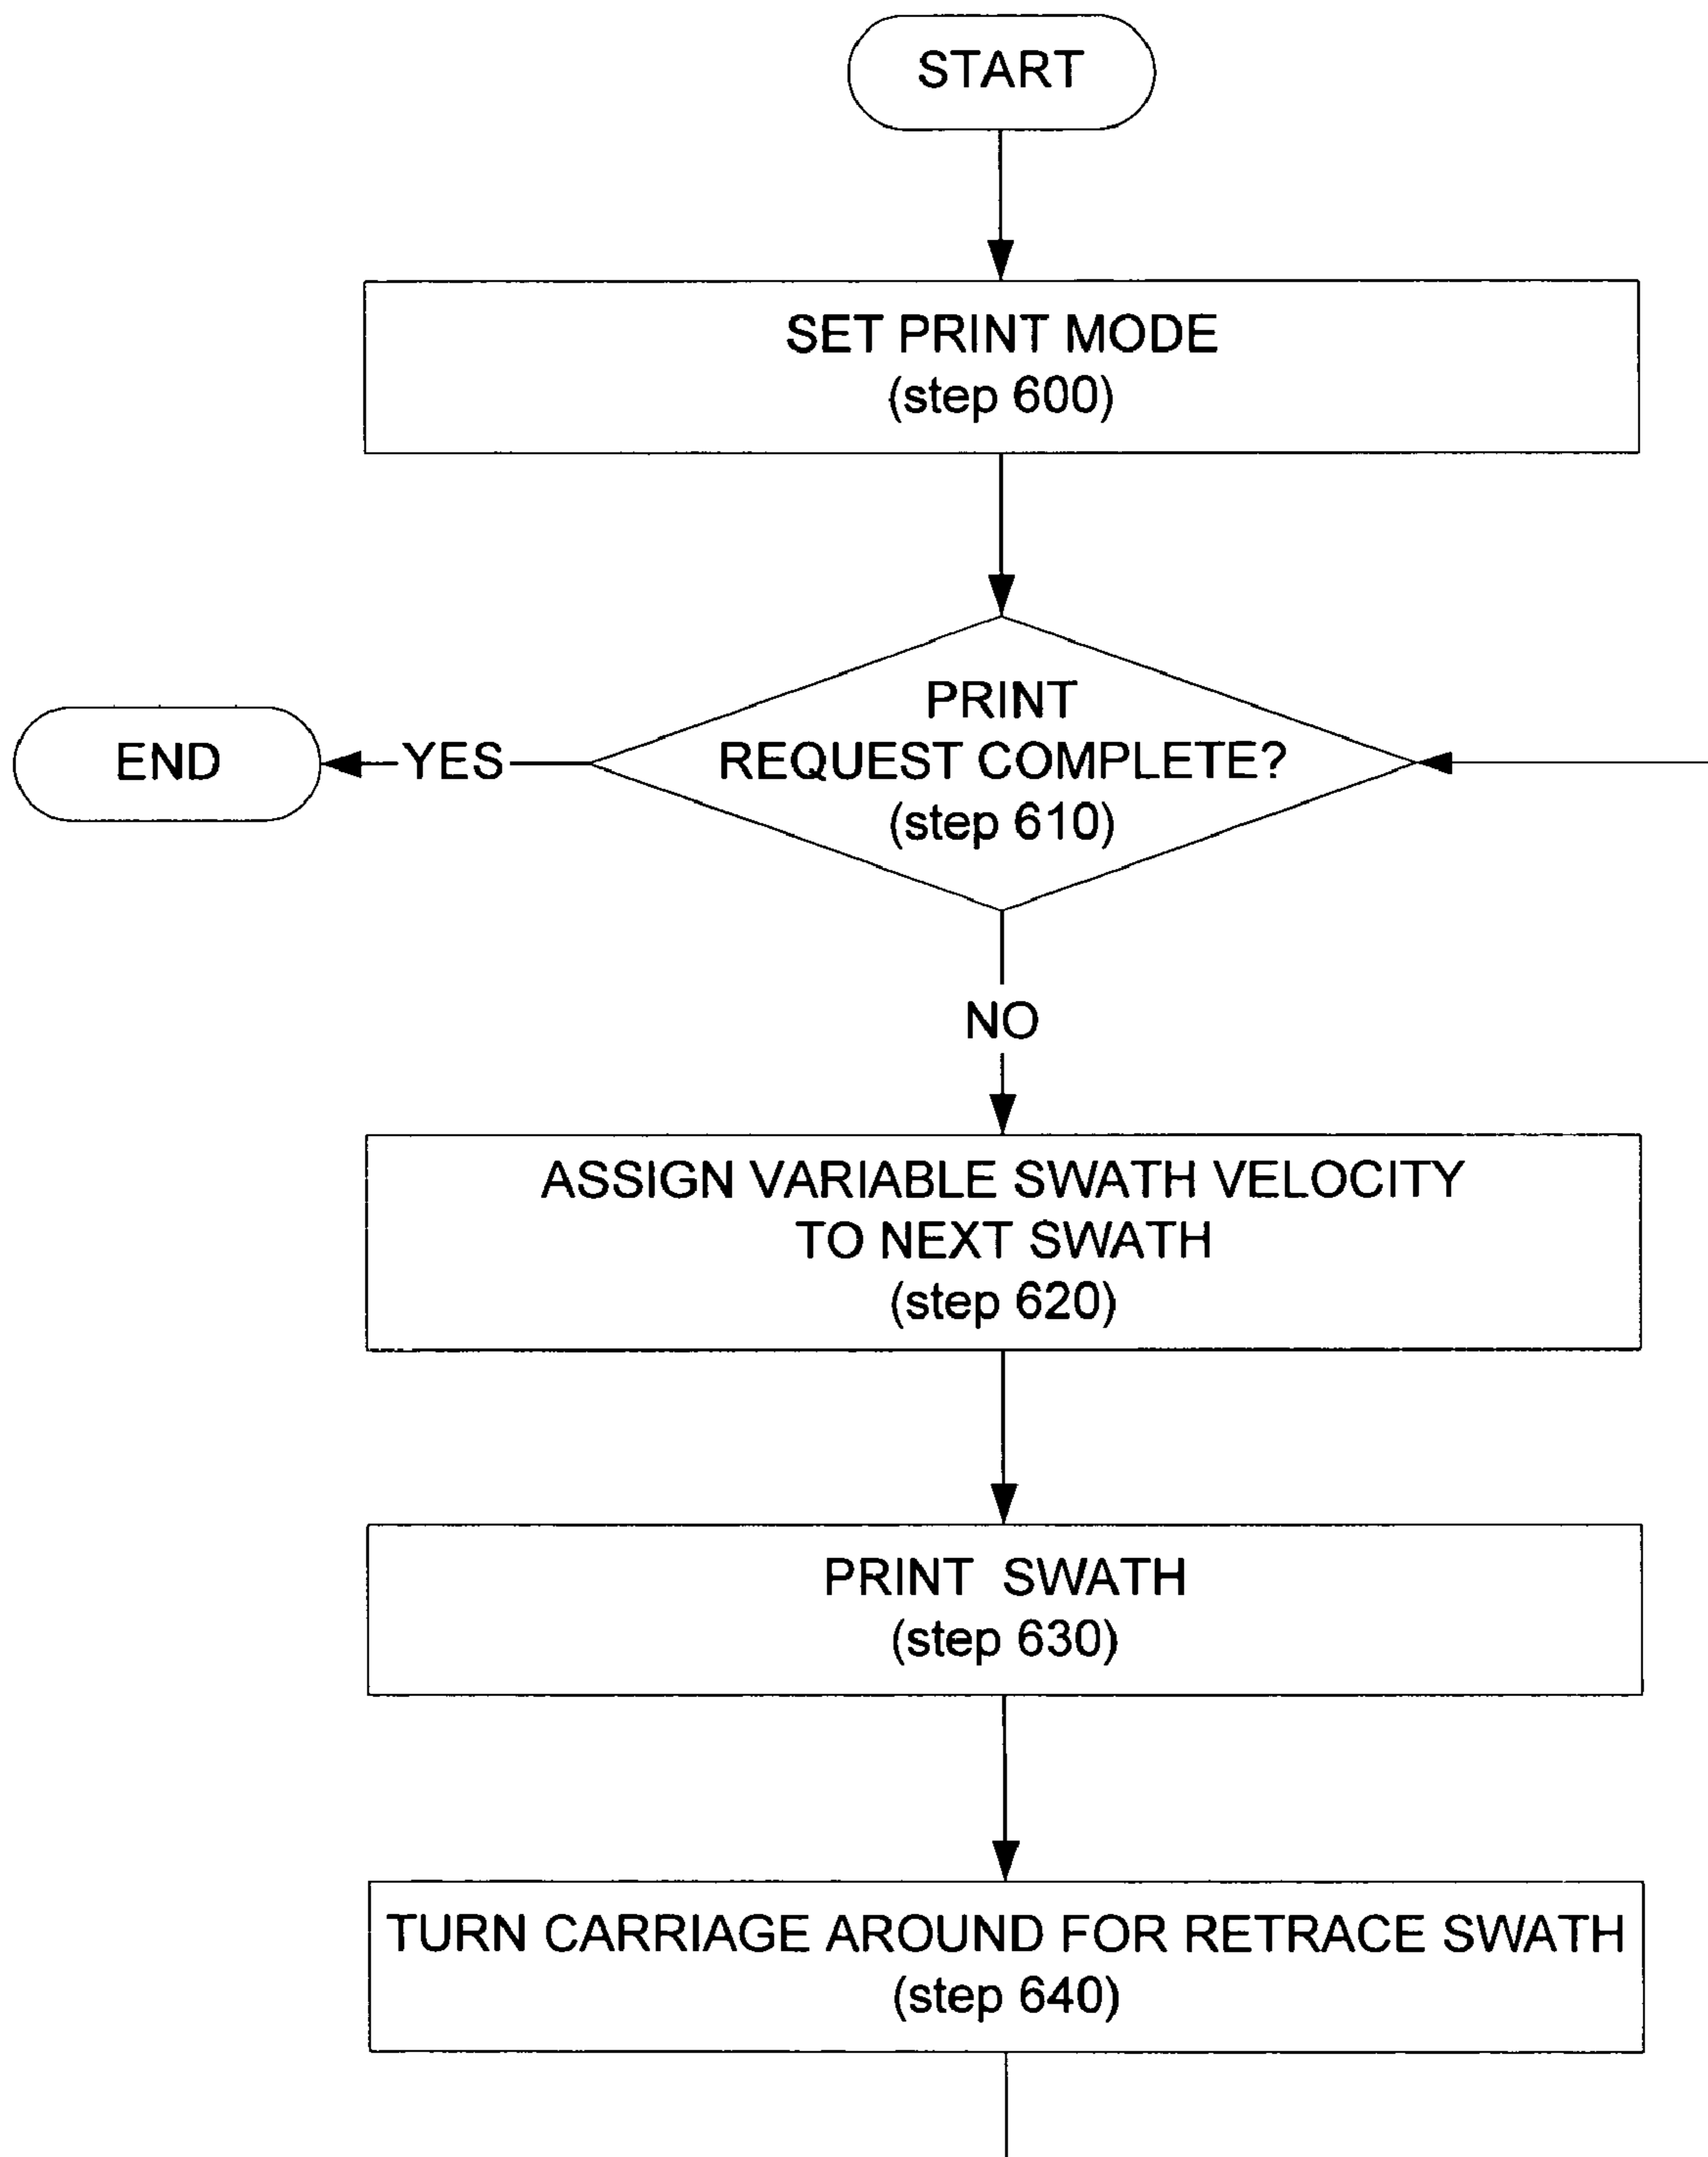 START
SET PRINT MODE
(step 600)
PRINT
REQUEST COMPLETE?
(step 610)
YES
END
NO
ASSIGN VARIABLE SWATH VELOCITY
TO NEXT SWATH
(step 620)
PRINT SWATH
(step 630)
TURN CARRIAGE AROUND FOR RETRACE SWATH
(step 640)